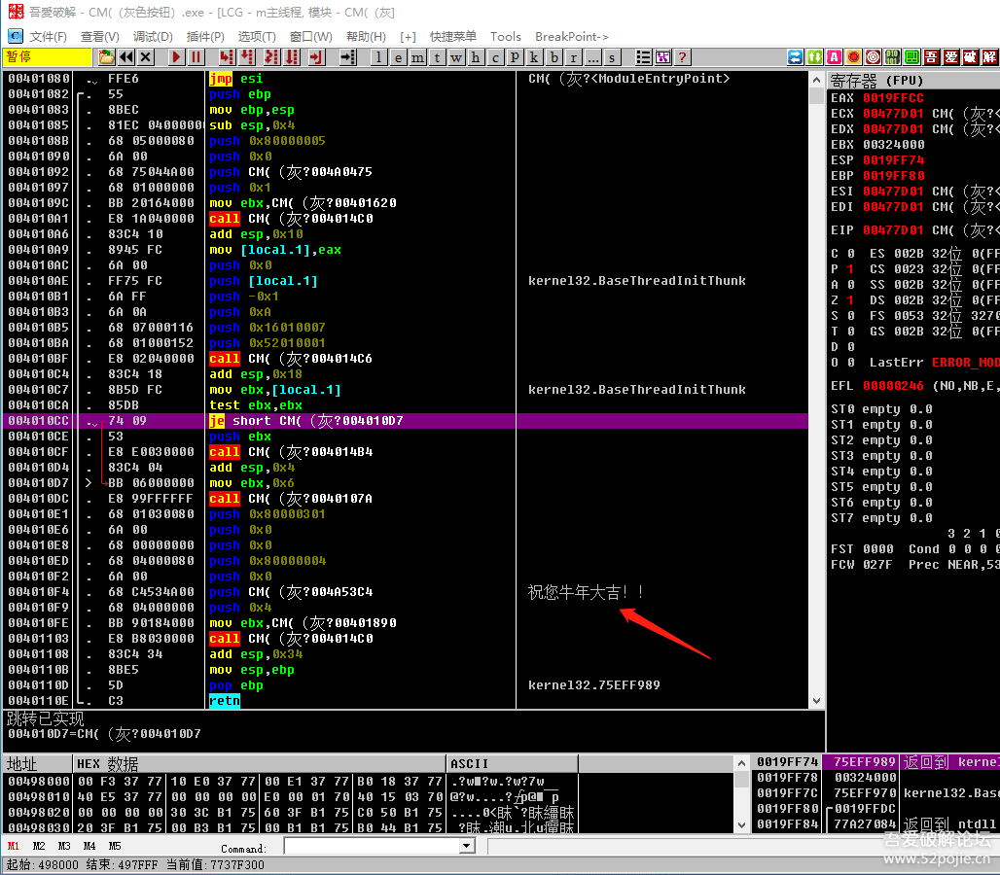 吾爱破解 - CM(（灰色按钮）.exe - [LCG - m主线程, 模块 - CM(（灰]
文件(F) 查看(V) 调试(D) 插件(P) 选项(T) 窗口(W) 帮助(H) [+] 快捷菜单 Tools BreakPoint->
暂停 l e m t w h c p k b r ... s ?
00401080 . FFE6 jmp esi CM(（灰?<ModuleEntryPoint>
00401082 . 55 push ebp
00401083 . 8BEC mov ebp,esp
00401085 . 81EC 0400000 sub esp,0x4
0040108B . 68 05000080 push 0x80000005
00401090 . 6A 00 push 0x0
00401092 . 68 75044A00 push CM(（灰?004A0475
00401097 . 68 01000000 push 0x1
0040109C . BB 20164000 mov ebx,CM(（灰?00401620
004010A1 . E8 1A040000 call CM(（灰?004014C0
004010A6 . 83C4 10 add esp,0x10
004010A9 . 8945 FC mov [local.1],eax
004010AC . 6A 00 push 0x0
004010AE . FF75 FC push [local.1] kernel32.BaseThreadInitThunk
004010B1 . 6A FF push -0x1
004010B3 . 6A 0A push 0xA
004010B5 . 68 07000116 push 0x16010007
004010BA . 68 01000152 push 0x52010001
004010BF . E8 02040000 call CM(（灰?004014C6
004010C4 . 83C4 18 add esp,0x18
004010C7 . 8B5D FC mov ebx,[local.1] kernel32.BaseThreadInitThunk
004010CA . 85DB test ebx,ebx
004010CC . 74 09 je short CM(（灰?004010D7
004010CE . 53 push ebx
004010CF . E8 E0030000 call CM(（灰?004014B4
004010D4 . 83C4 04 add esp,0x4
004010D7 > BB 06000000 mov ebx,0x6
004010DC . E8 99FFFFFF call CM(（灰?0040107A
004010E1 . 68 01030080 push 0x80000301
004010E6 . 6A 00 push 0x0
004010E8 . 68 00000000 push 0x0
004010ED . 68 04000080 push 0x80000004
004010F2 . 6A 00 push 0x0
004010F4 . 68 C4534A00 push CM(（灰?004A53C4 祝您牛年大吉！！
004010F9 . 68 04000000 push 0x4
004010FE . BB 90184000 mov ebx,CM(（灰?00401890
00401103 . E8 B8030000 call CM(（灰?004014C0
00401108 . 83C4 34 add esp,0x34
0040110B . 8BE5 mov esp,ebp
0040110D . 5D pop ebp kernel32.75EFF989
0040110E . C3 retn
寄存器 (FPU)
EAX 0019FFCC
ECX 00477D01 CM(（灰?<
EDX 00477D01 CM(（灰?<
EBX 00324000
ESP 0019FF74
EBP 0019FF80
ESI 00477D01 CM(（灰?<
EDI 00477D01 CM(（灰?<
EIP 00477D01 CM(（灰?<
C 0 ES 002B 32位 0(FF
P 1 CS 0023 32位 0(FF
A 0 SS 002B 32位 0(FF
Z 1 DS 002B 32位 0(FF
S 0 FS 0053 32位 3270
T 0 GS 002B 32位 0(FF
D 0
O 0 LastErr ERROR_MOD
EFL 00000246 (NO,NB,E,
ST0 empty 0.0
ST1 empty 0.0
ST2 empty 0.0
ST3 empty 0.0
ST4 empty 0.0
ST5 empty 0.0
ST6 empty 0.0
ST7 empty 0.0
3 2 1 0
FST 0000 Cond 0 0 0 0
FCW 027F Prec NEAR,53
跳转已实现
004010D7=CM(（灰?004010D7
地址 HEX 数据 ASCII
00498000 00 F3 37 77 10 E0 37 77 00 E1 37 77 B0 18 37 77
00498010 40 E5 37 77 00 00 00 00 00 E0 00 01 70 40 15 03 70
00498020 00 00 00 00 30 3C B1 75 60 3F B1 75 C0 50 B1 75
00498030 20 3F B1 75 00 B3 B1 75 00 B1 B1 75 B0 44 B1 75
0019FF74 75EFF989 返回到 kernel
0019FF78 00324000
0019FF7C 75EFF970 kernel32.Base
0019FF80 0019FFDC
0019FF84 77A27084 返回到 ntdll
M1 M2 M3 M4 M5 Command:
起始: 498000 结束: 497FFF 当前值: 7737F300
吾爱破解论坛
www.52pojie.cn